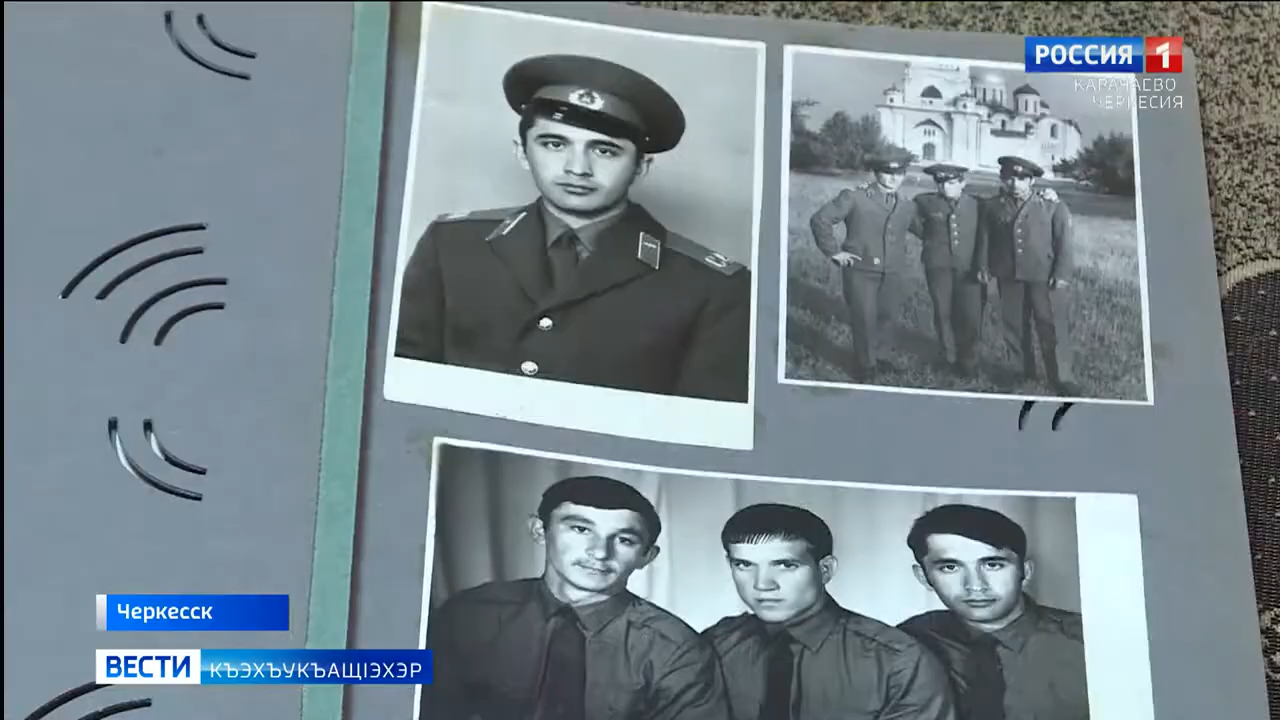 РОССИЯ 1
КАРАЧАЕВО
ЧЕРКЕСИЯ
Черкесск
ВЕСТИ КЪЭХЪУКЪАЩІЭХЭР